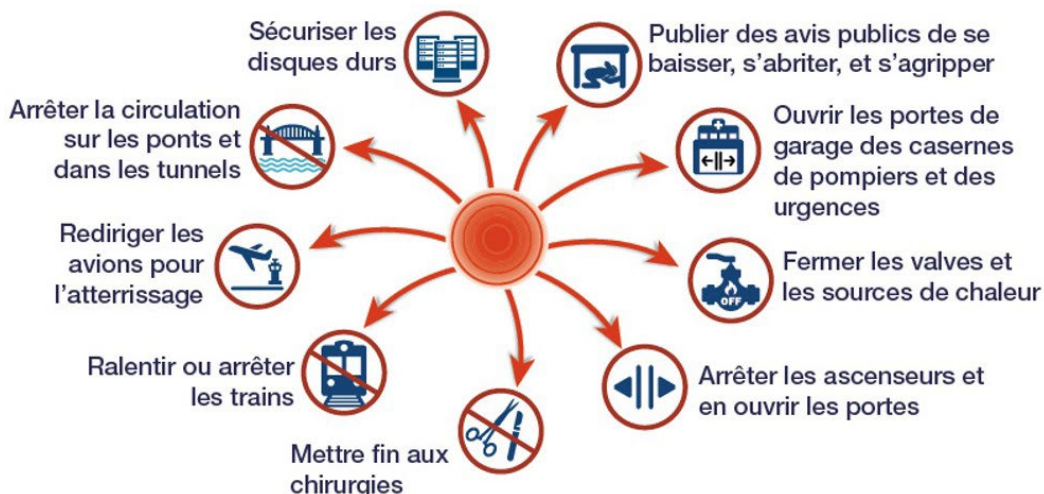 Sécuriser les
disques durs
Publier des avis publics de se
baisser, s'abriter, et s'agripper
Arrêter la circulation
sur les ponts et
dans les tunnels
Ouvrir les portes de
garage des casernes
de pompiers et des
urgences
Rediriger les
avions pour
l'atterrissage
Fermer les valves et
les sources de chaleur
OFF
Ralentir ou arrêter
les trains
Arrêter les ascenseurs et
en ouvrir les portes
Mettre fin aux
chirurgies